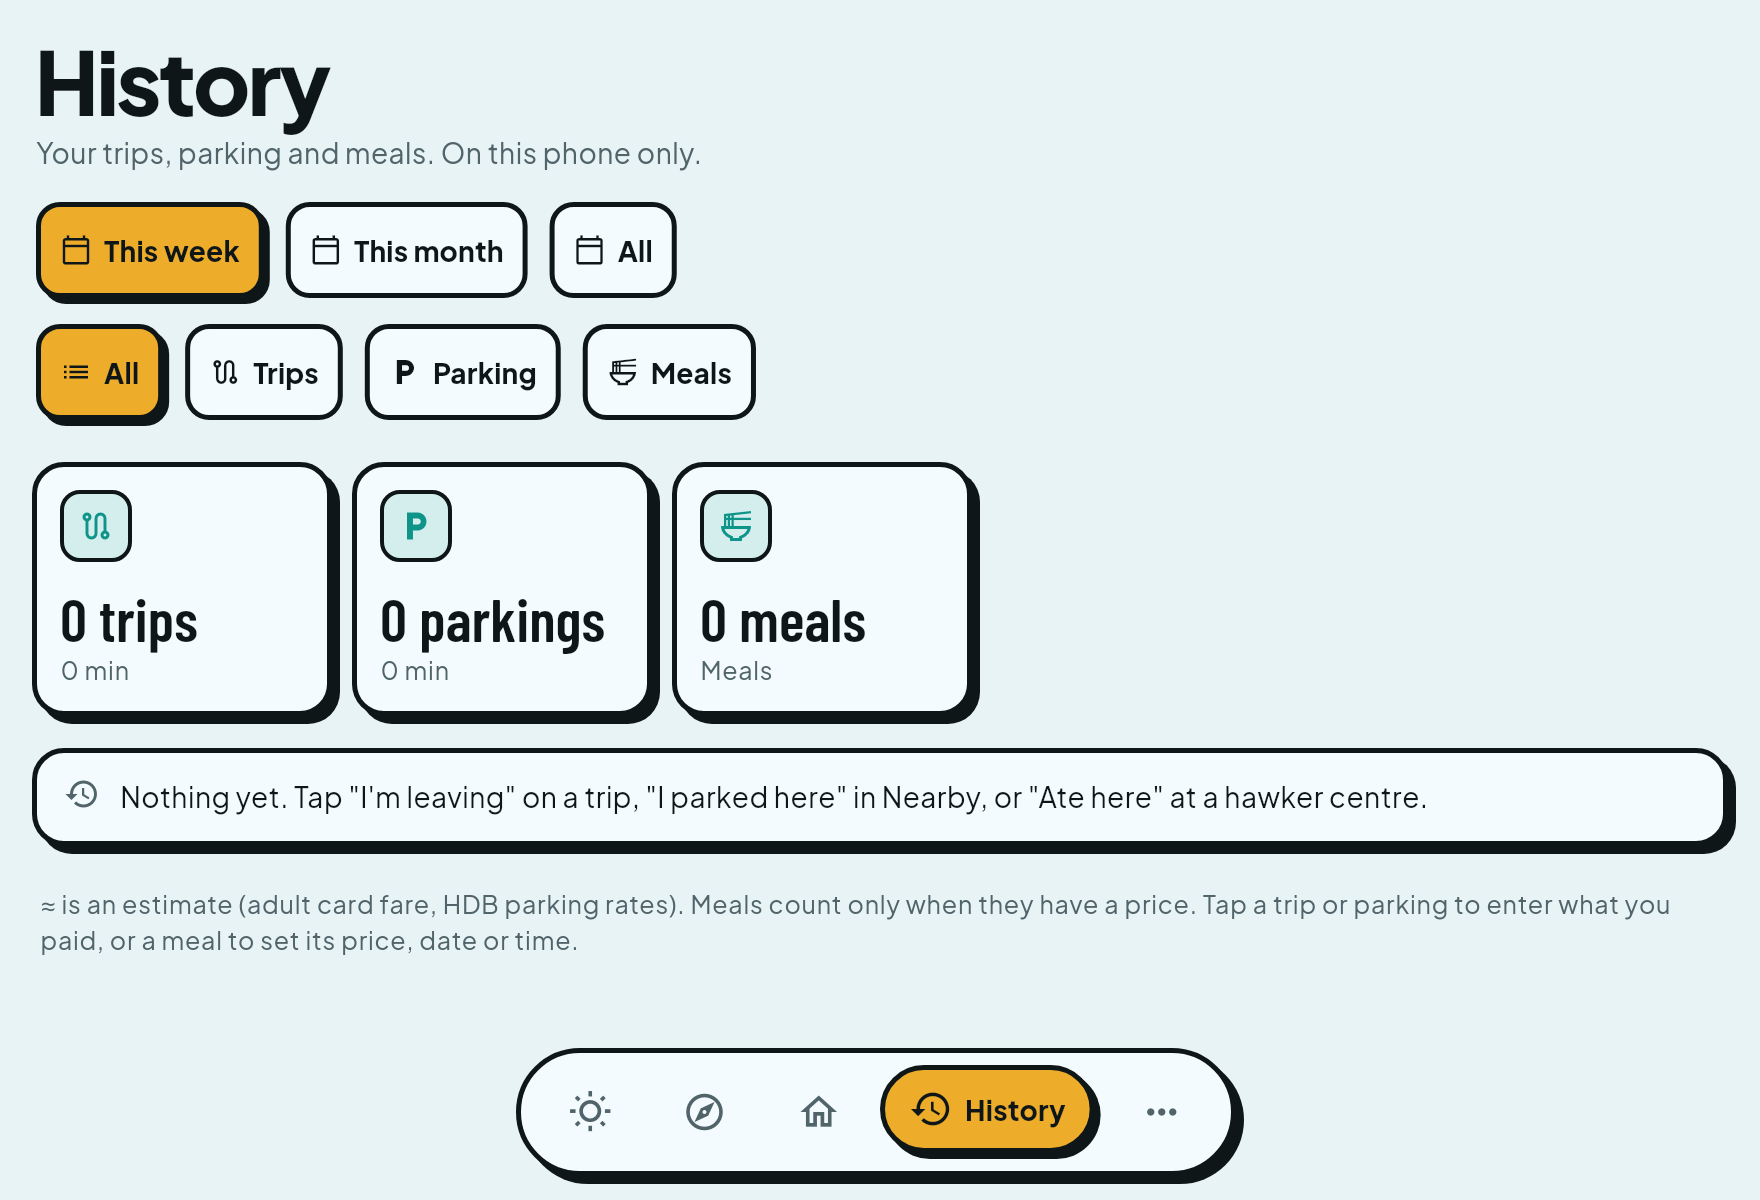 History
Your trips, parking and meals. On this phone only.
This week
This month
All
All
Trips
P Parking
Meals
P
0 trips
0 min
0 parkings
0 min
0 meals
Meals
Nothing yet. Tap "I'm leaving" on a trip, "I parked here" in Nearby, or "Ate here" at a hawker centre.
≈ is an estimate (adult card fare, HDB parking rates). Meals count only when they have a price. Tap a trip or parking to enter what you
paid, or a meal to set its price, date or time.
History